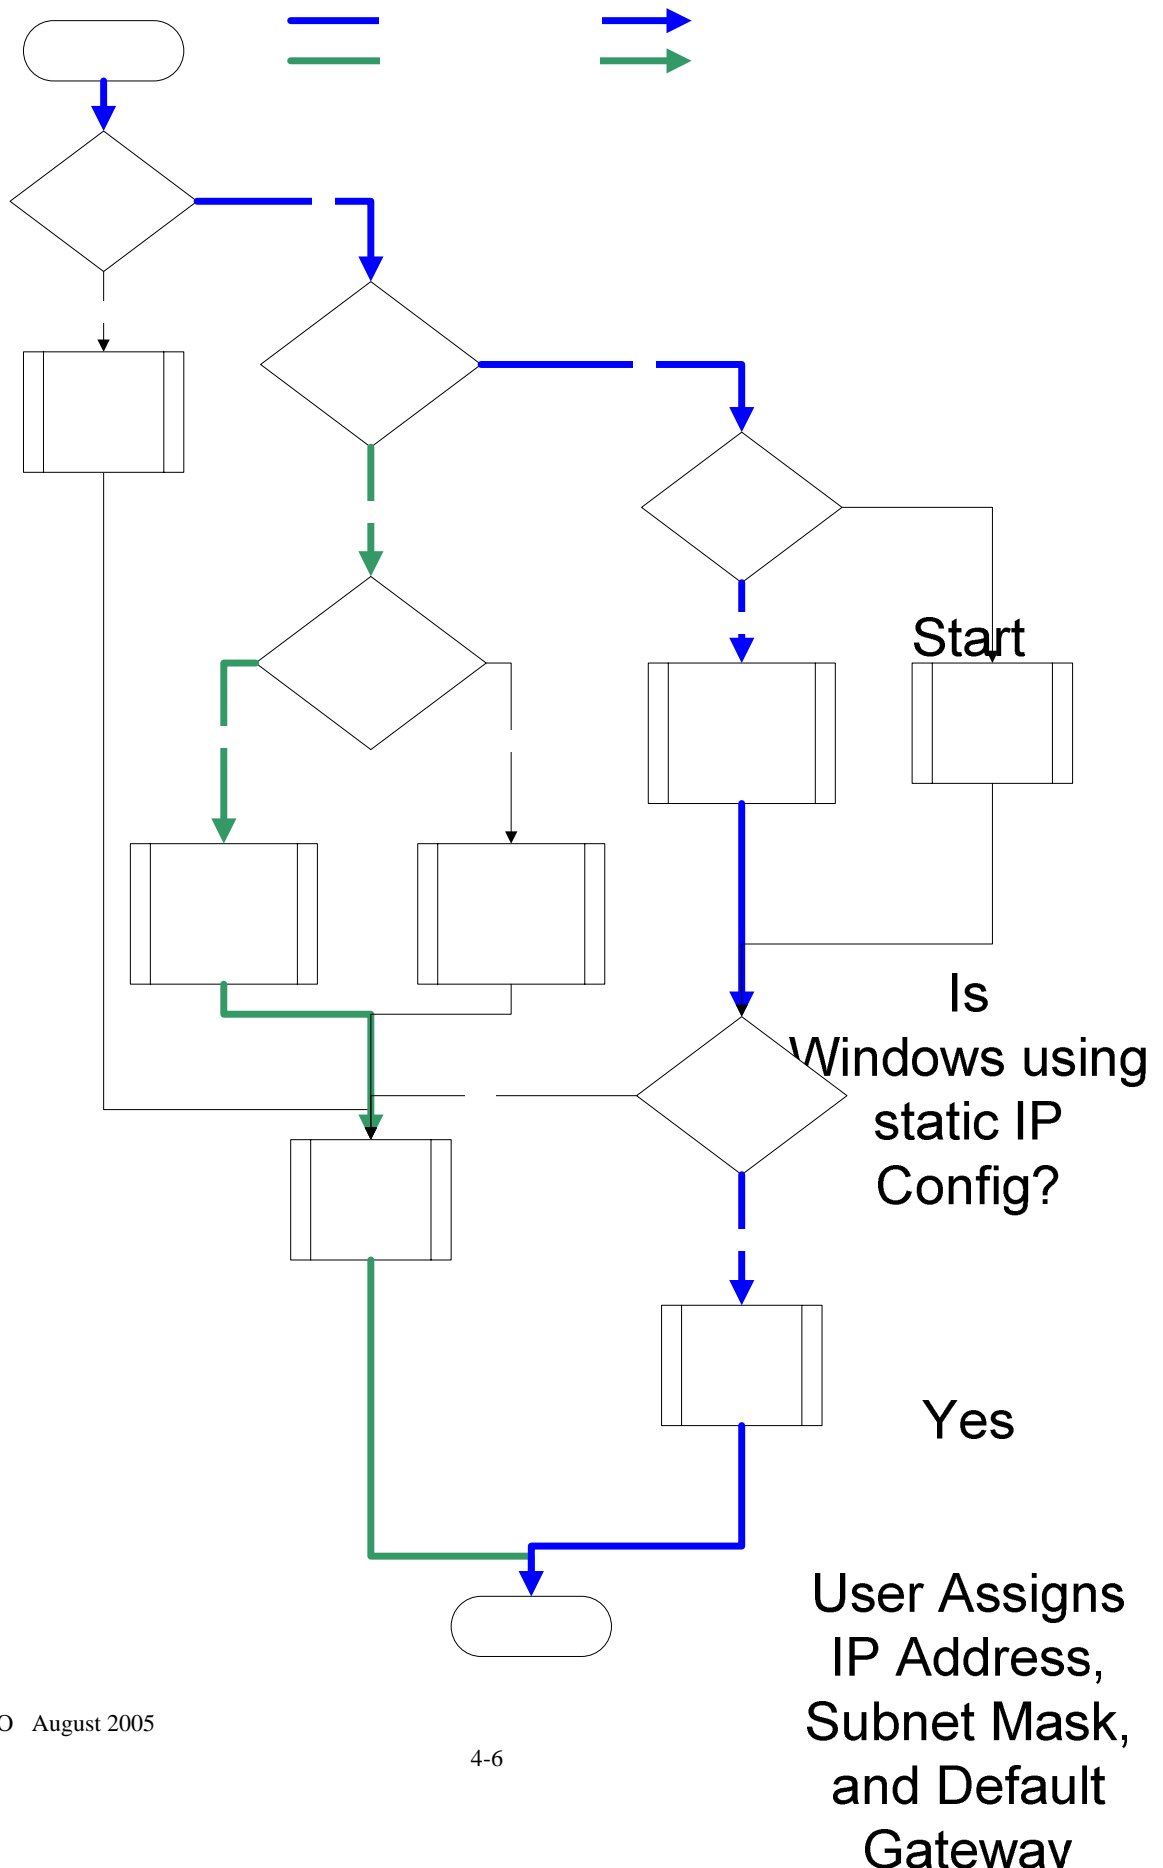 Start
Is
Windows using
static IP
Config?
Yes
User Assigns
IP Address,
Subnet Mask,
and Default
Gateway
O August 2005
4-6